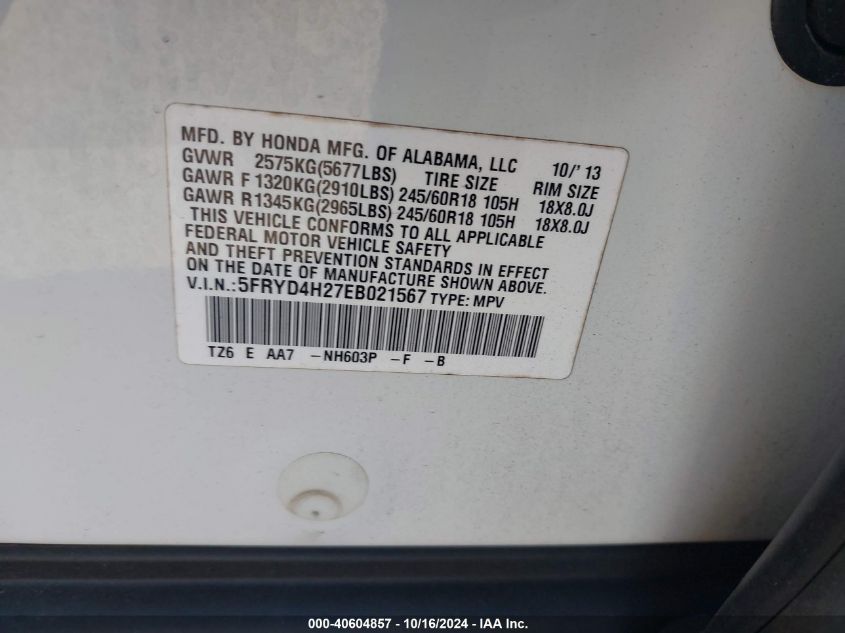 MFD. BY HONDA MFG. OF ALABAMA, LLC 10/'13
GVWR 2575KG(5677LBS) TIRE SIZE RIM SIZE
GAWR F 1320KG(2910LBS) 245/60R18 105H 18X8.0J
GAWR R1345KG(2965LBS) 245/60R18 105H 18X8.0J
THIS VEHICLE CONFORMS TO ALL APPLICABLE
FEDERAL MOTOR VEHICLE SAFETY
AND THEFT PREVENTION STANDARDS IN EFFECT
ON THE DATE OF MANUFACTURE SHOWN ABOVE.
V.I.N.:5FRYD4H27EB021567 TYPE: MPV
TZ6 E AA7 -NH603P -F -B
000-40604857 - 10/16/2024 - IAA Inc.